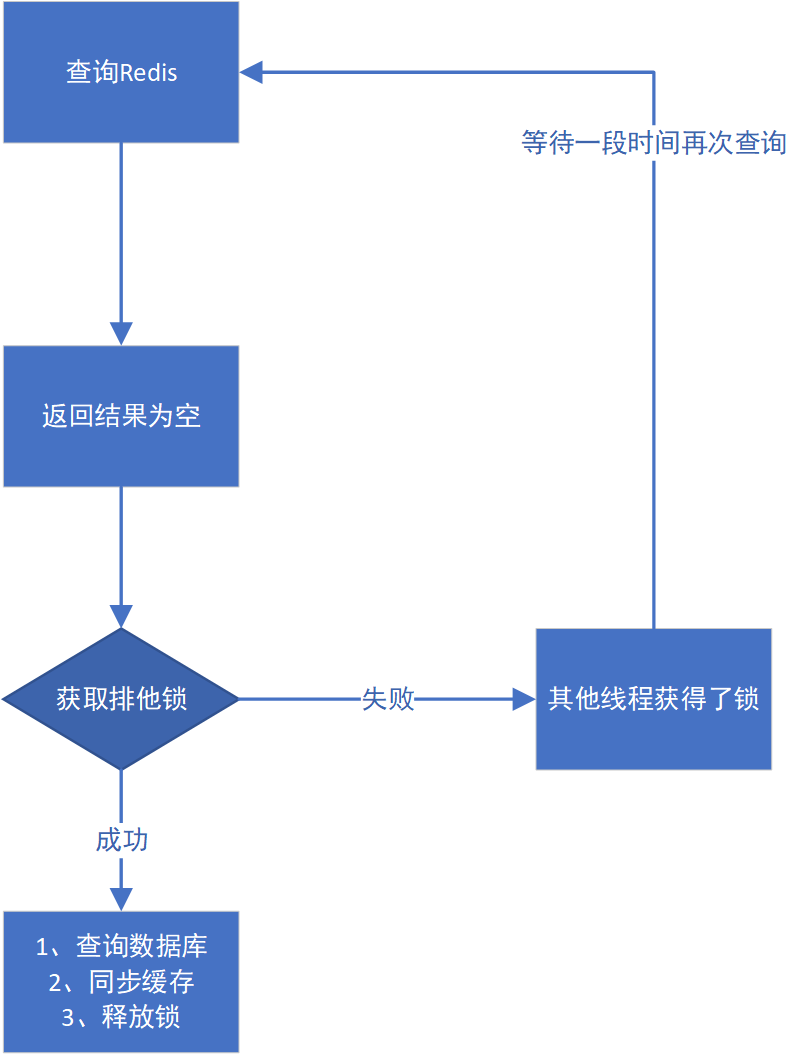 查询Redis
等待一段时间再次查询
返回结果为空
获取排他锁
失败
其他线程获得了锁
成功
1、查询数据库
2、同步缓存
3、释放锁